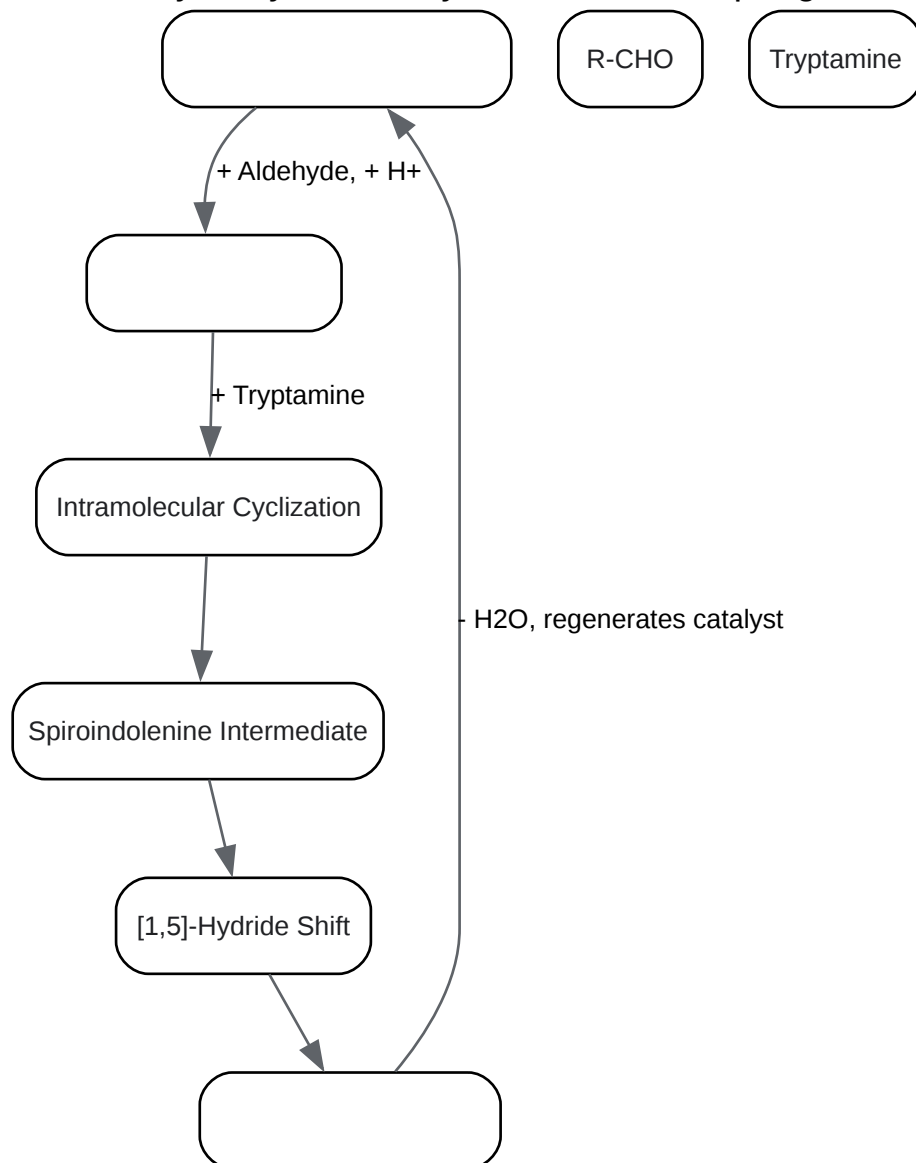 R-CHO
Tryptamine
+ Aldehyde, + H+
+ Tryptamine
Intramolecular Cyclization
- H2O, regenerates catalyst
Spiroindolenine Intermediate
[1,5]-Hydride Shift